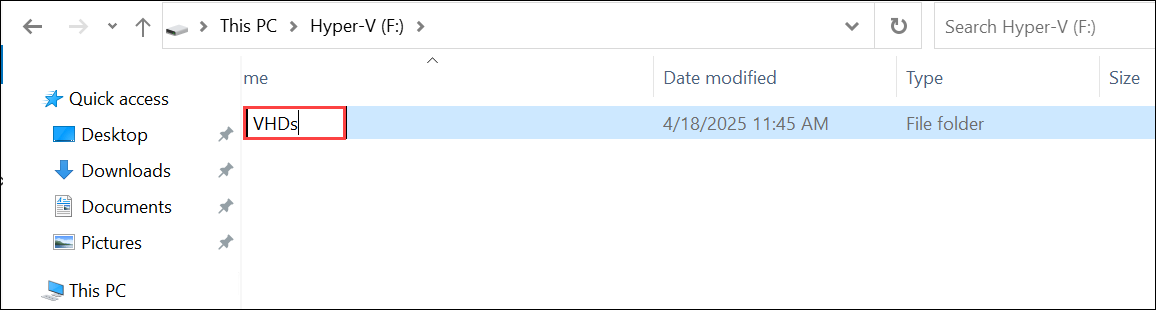 This PC > Hyper-V (F:) >
Search Hyper-V (F:)
me
Date modified
Type
Size
Quick access
VHDs
4/18/2025 11:45 AM
File folder
Desktop
Downloads
Documents
Pictures
This PC